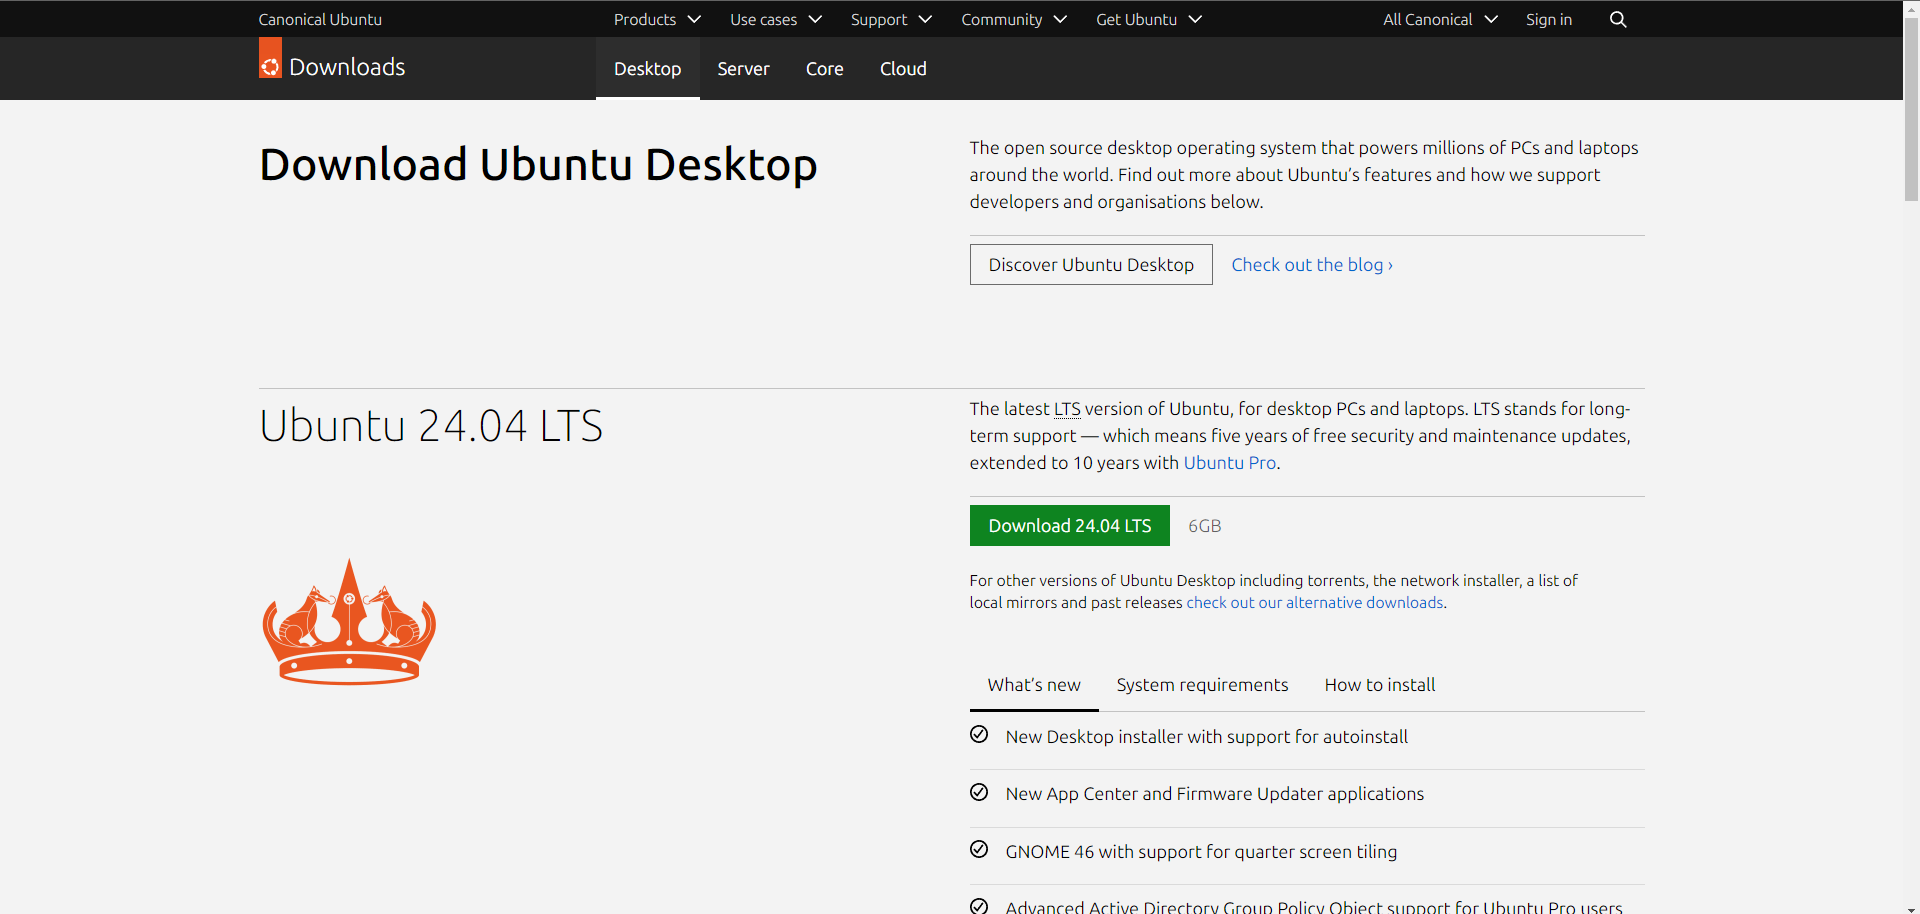 Canonical Ubuntu
Products
Use cases
Support
Community
Get Ubuntu
All Canonical
Sign in
Downloads
Desktop
Server
Core
Cloud
Download Ubuntu Desktop
The open source desktop operating system that powers millions of PCs and laptops
around the world. Find out more about Ubuntu’s features and how we support
developers and organisations below.
Discover Ubuntu Desktop
Check out the blog ›
Ubuntu 24.04 LTS
The latest LTS version of Ubuntu, for desktop PCs and laptops. LTS stands for long-
term support — which means five years of free security and maintenance updates,
extended to 10 years with Ubuntu Pro.
Download 24.04 LTS
6GB
For other versions of Ubuntu Desktop including torrents, the network installer, a list of
local mirrors and past releases check out our alternative downloads.
What’s new
System requirements
How to install
New Desktop installer with support for autoinstall
New App Center and Firmware Updater applications
GNOME 46 with support for quarter screen tiling
Advanced Active Directory Group Policy Object support for Ubuntu Pro users